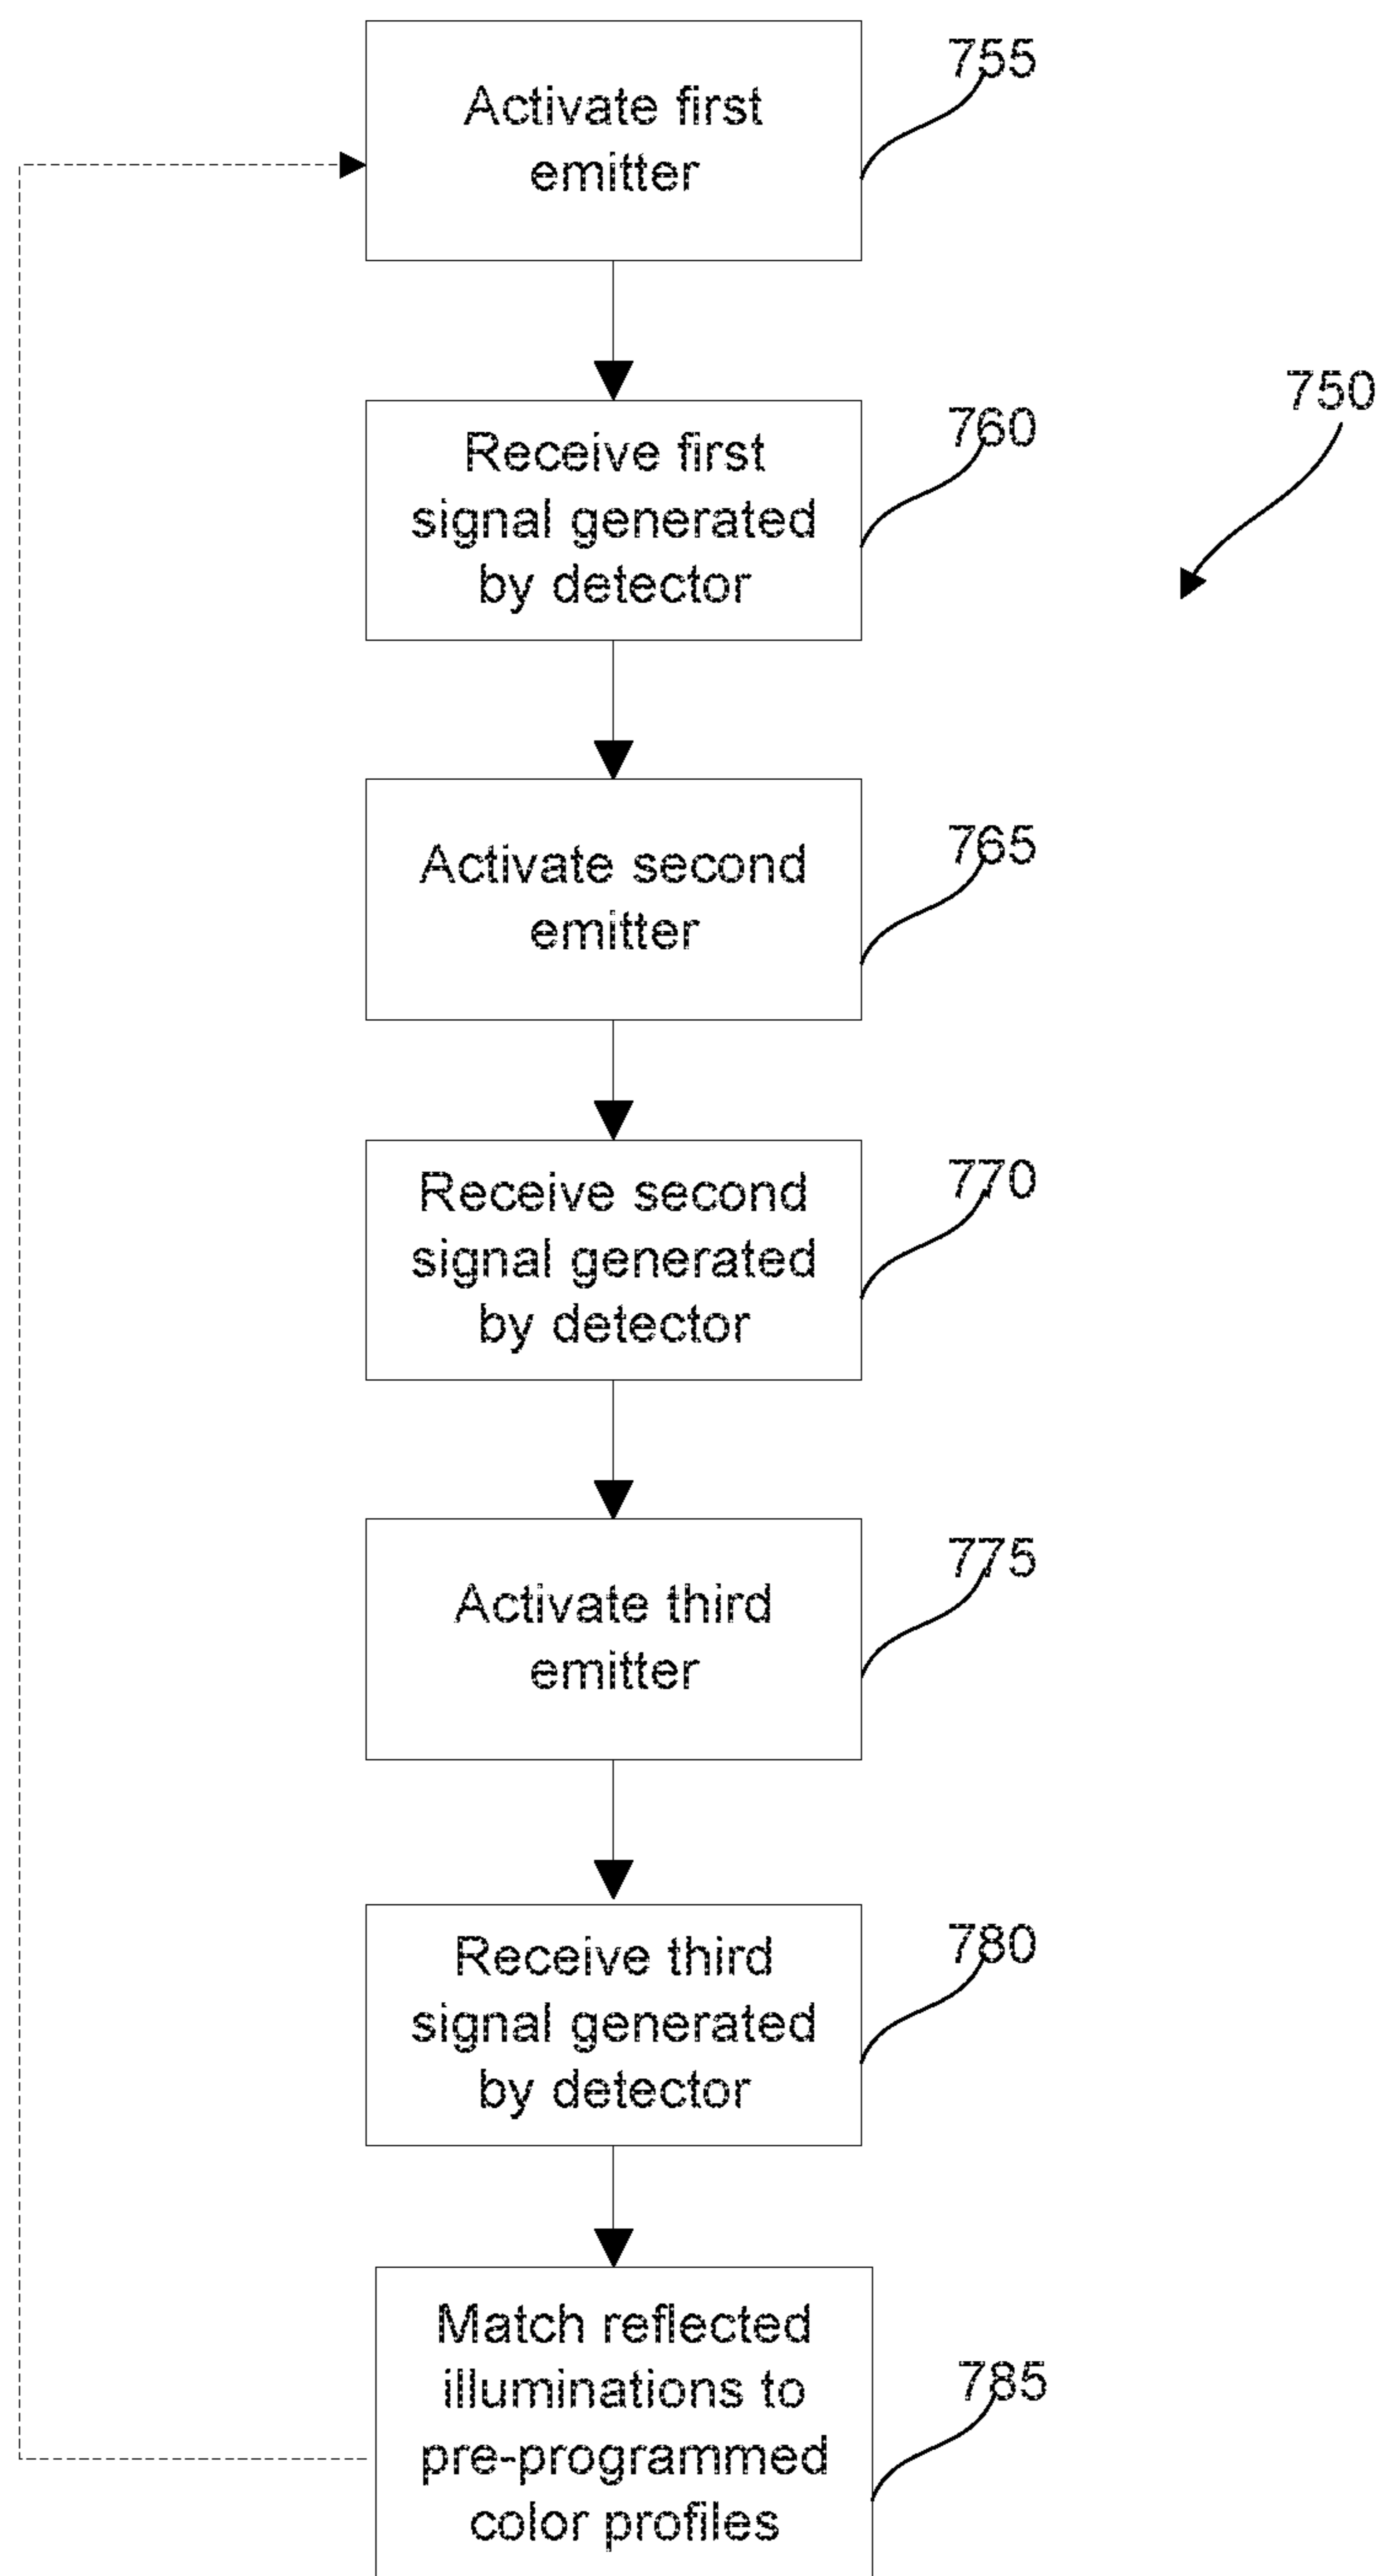 Activate first
emitter
755
Receive first
signal generated
by detector
760
750
Activate second
emitter
765
Receive second
signal generated
by detector
770
Activate third
emitter
775
Receive third
signal generated
by detector
780
Match reflected
illuminations to
pre-programmed
color profiles
785